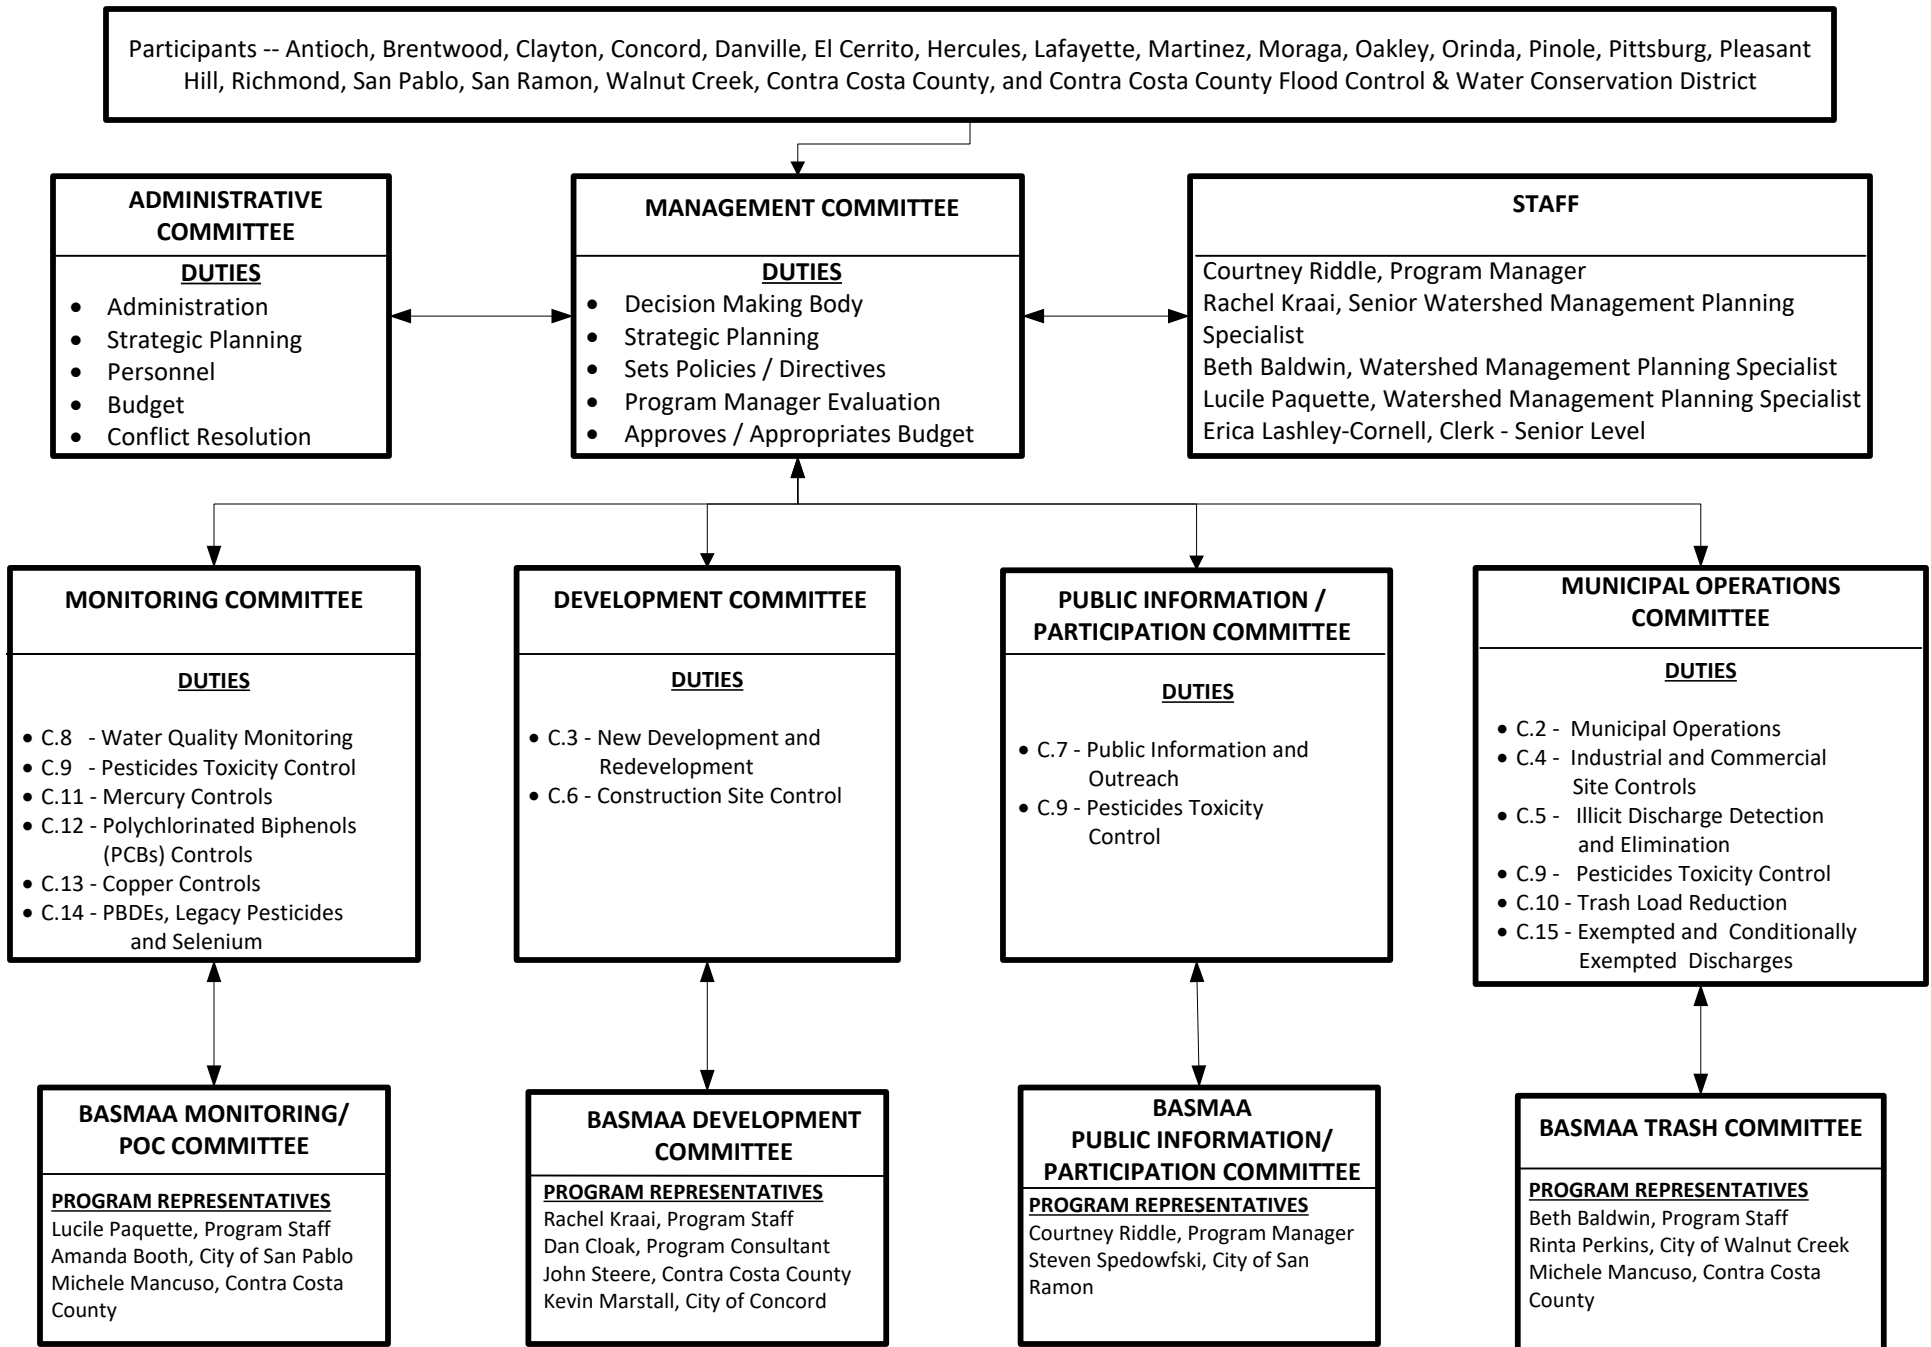 Participants -- Antioch, Brentwood, Clayton, Concord, Danville, El Cerrito, Hercules, Lafayette, Martinez, Moraga, Oakley, Orinda, Pinole, Pittsburg, Pleasant
Hill, Richmond, San Pablo, San Ramon, Walnut Creek, Contra Costa County, and Contra Costa County Flood Control & Water Conservation District
ADMINISTRATIVE
COMMITTEE
DUTIES
• Administration
• Strategic Planning
• Personnel
• Budget
• Conflict Resolution
MANAGEMENT COMMITTEE
DUTIES
• Decision Making Body
• Strategic Planning
• Sets Policies / Directives
• Program Manager Evaluation
• Approves / Appropriates Budget
STAFF
Courtney Riddle, Program Manager
Rachel Kraai, Senior Watershed Management Planning
Specialist
Beth Baldwin, Watershed Management Planning Specialist
Lucile Paquette, Watershed Management Planning Specialist
Erica Lashley-Cornell, Clerk - Senior Level
MONITORING COMMITTEE
DUTIES
• C.8 - Water Quality Monitoring
• C.9 - Pesticides Toxicity Control
• C.11 - Mercury Controls
• C.12 - Polychlorinated Biphenols
(PCBs) Controls
• C.13 - Copper Controls
• C.14 - PBDEs, Legacy Pesticides
and Selenium
DEVELOPMENT COMMITTEE
DUTIES
• C.3 - New Development and
Redevelopment
• C.6 - Construction Site Control
PUBLIC INFORMATION /
PARTICIPATION COMMITTEE
DUTIES
• C.7 - Public Information and
Outreach
• C.9 - Pesticides Toxicity
Control
MUNICIPAL OPERATIONS
COMMITTEE
DUTIES
• C.2 - Municipal Operations
• C.4 - Industrial and Commercial
Site Controls
• C.5 - Illicit Discharge Detection
and Elimination
• C.9 - Pesticides Toxicity Control
• C.10 - Trash Load Reduction
• C.15 - Exempted and Conditionally
Exempted Discharges
BASMAA MONITORING/
POC COMMITTEE
PROGRAM REPRESENTATIVES
Lucile Paquette, Program Staff
Amanda Booth, City of San Pablo
Michele Mancuso, Contra Costa
County
BASMAA DEVELOPMENT
COMMITTEE
PROGRAM REPRESENTATIVES
Rachel Kraai, Program Staff
Dan Cloak, Program Consultant
John Steere, Contra Costa County
Kevin Marstall, City of Concord
BASMAA
PUBLIC INFORMATION/
PARTICIPATION COMMITTEE
PROGRAM REPRESENTATIVES
Courtney Riddle, Program Manager
Steven Spedowfski, City of San
Ramon
BASMAA TRASH COMMITTEE
PROGRAM REPRESENTATIVES
Beth Baldwin, Program Staff
Rinta Perkins, City of Walnut Creek
Michele Mancuso, Contra Costa
County